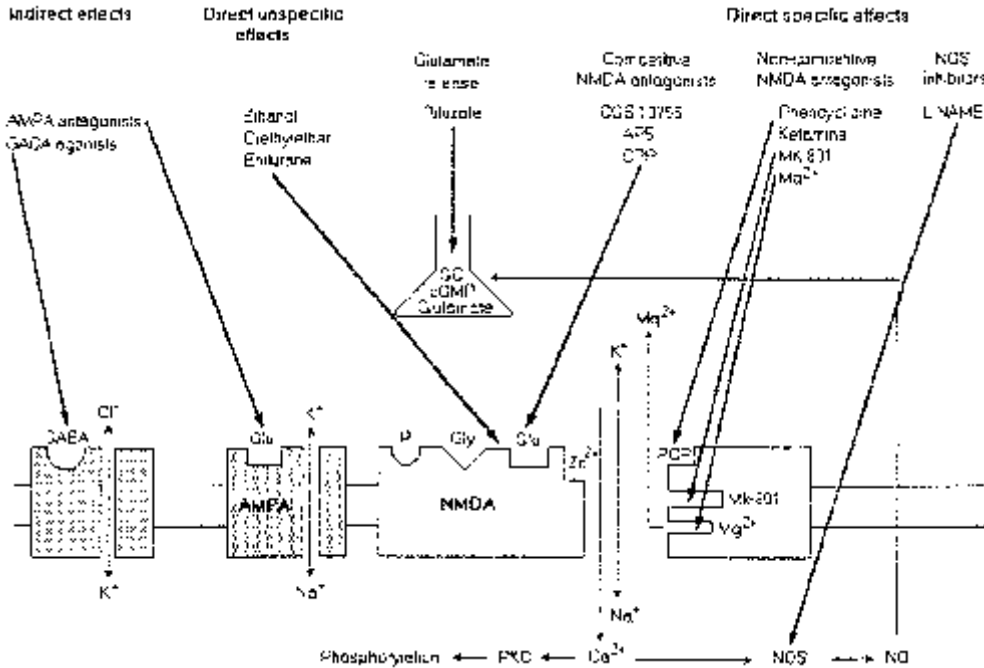 Indirect effects
Direct unspecific
effects
Direct specific effects
Glutamate
release
Riluzole
Competitive
NMDA antagonists
CGS 19755
AP5
CPP
Noncompetitive
NMDA antagonists
Phencyclidine
Ketamine
MK-801
Mg²⁺
NOS
inhibitors
L-NAME
AMPA antagonists
GABA agonists
Ethanol
Diethylether
Enflurane
GC
cGMP
Glutamate
Mg²⁺
K⁺
Cl⁻
K⁺
GABA
Glu
P
Gly
Glu
Zn²⁺
PCP
AMPA
NMDA
MK-801
Mg²⁺
K⁺
Na⁺
Na⁺
Phosphorylation
PKC
Ca²⁺
NOS
NO